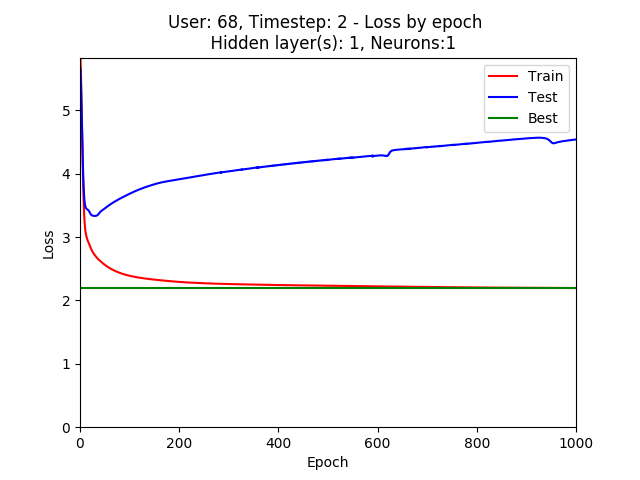 User: 68, Timestep: 2 - Loss by epoch
Hidden layer(s): 1, Neurons:1
Train
Test
Best
5
4
3
2
1
0
Loss
0 200 400 600 800 1000
Epoch